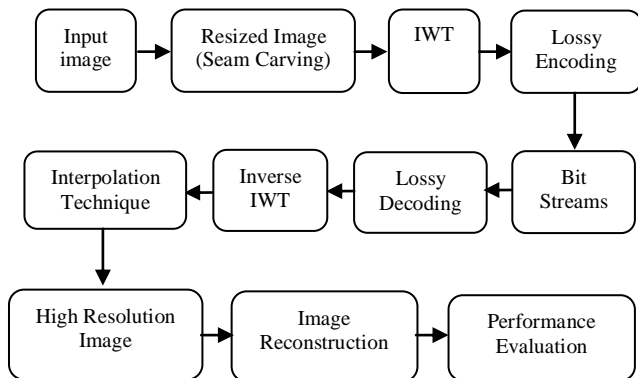 Input
image
Resized Image
(Seam Carving)
IWT
Lossy
Encoding
Bit
Streams
Lossy
Decoding
Inverse
IWT
Interpolation
Technique
High Resolution
Image
Image
Reconstruction
Performance
Evaluation